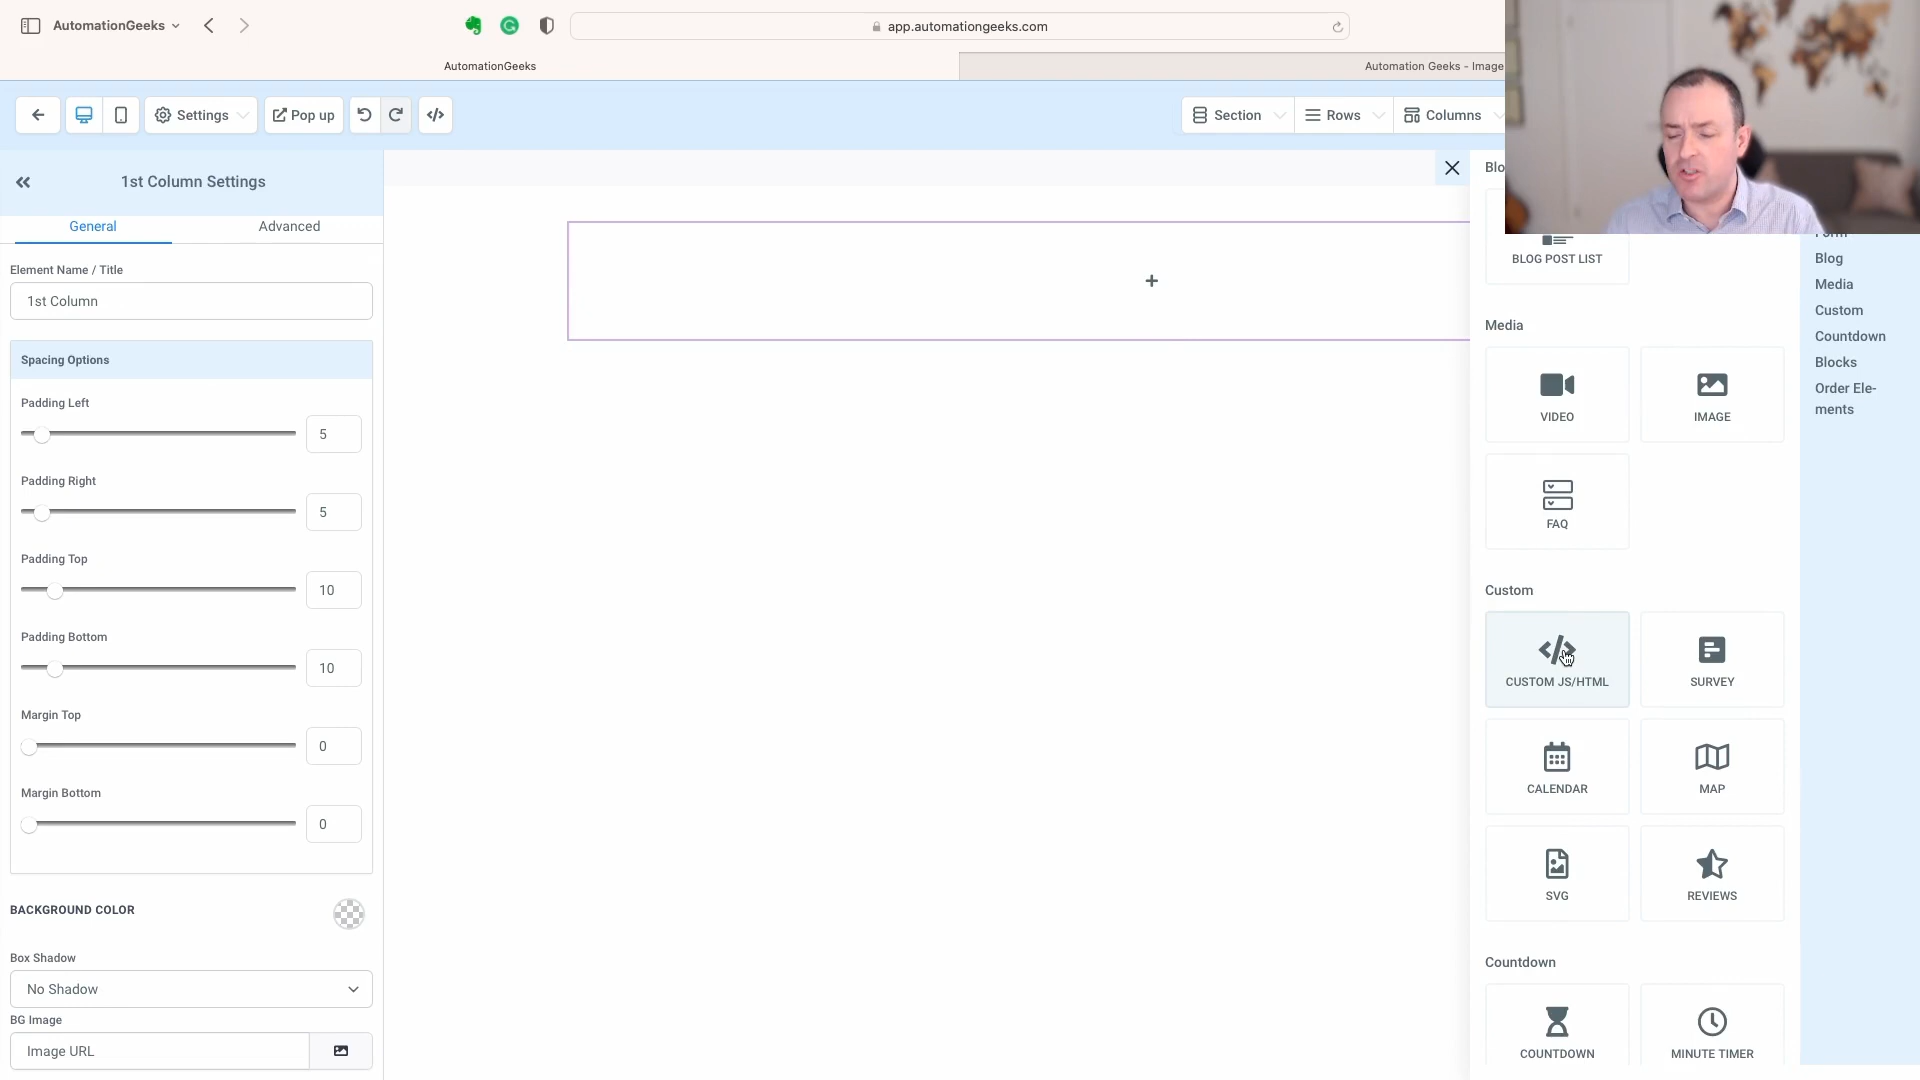 AutomationGeeks
app.automationgeeks.com
AutomationGeeks
Automation Geeks - Image
Settings
Pop up
Section
Rows
Columns
1st Column Settings
General
Advanced
Element Name / Title
1st Column
Spacing Options
Padding Left
5
Padding Right
5
Padding Top
10
Padding Bottom
10
Margin Top
0
Margin Bottom
0
BACKGROUND COLOR
Box Shadow
No Shadow
BG Image
Image URL
BLOG POST LIST
Media
VIDEO
IMAGE
FAQ
Custom
CUSTOM JS/HTML
SURVEY
CALENDAR
MAP
SVG
REVIEWS
Countdown
COUNTDOWN
MINUTE TIMER
Blog
Media
Custom
Countdown
Blocks
Order Ele-
ments